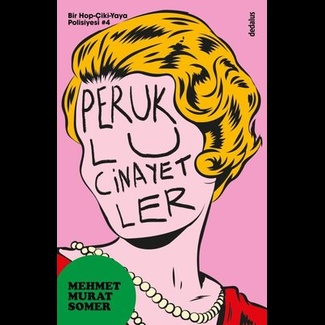 Bir Hop-Çiki-Yaya
Polisiyesi #4
dedalus
PERUK
LU
CİNAYET
LER
MEHMET
MURAT
SOMER